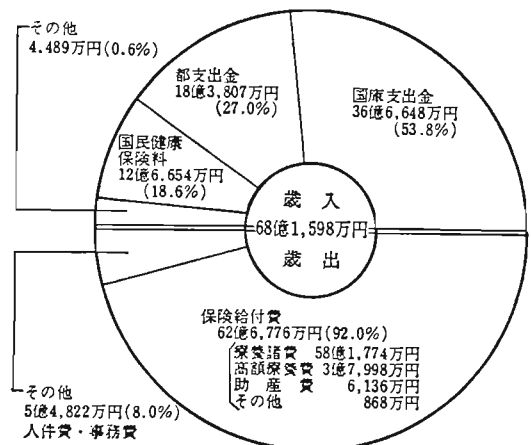 その他
4.489万円(0.6%)
都支出金
18億3,807万円
(27.0%)
国庫支出金
36億6,648万円
(53.8%)
国民健康
保険料
12億6.654万円
(18.6%)
歳入
68億1,598万円
歳出
保険給付費
62億6,776万円(92.0%)
療養諸費 58億1,774万円
高額療養費 3億7,998万円
助産費 6,136万円
その他 868万円
その他
5億4,822万円(8.0%)
人件費・事務費